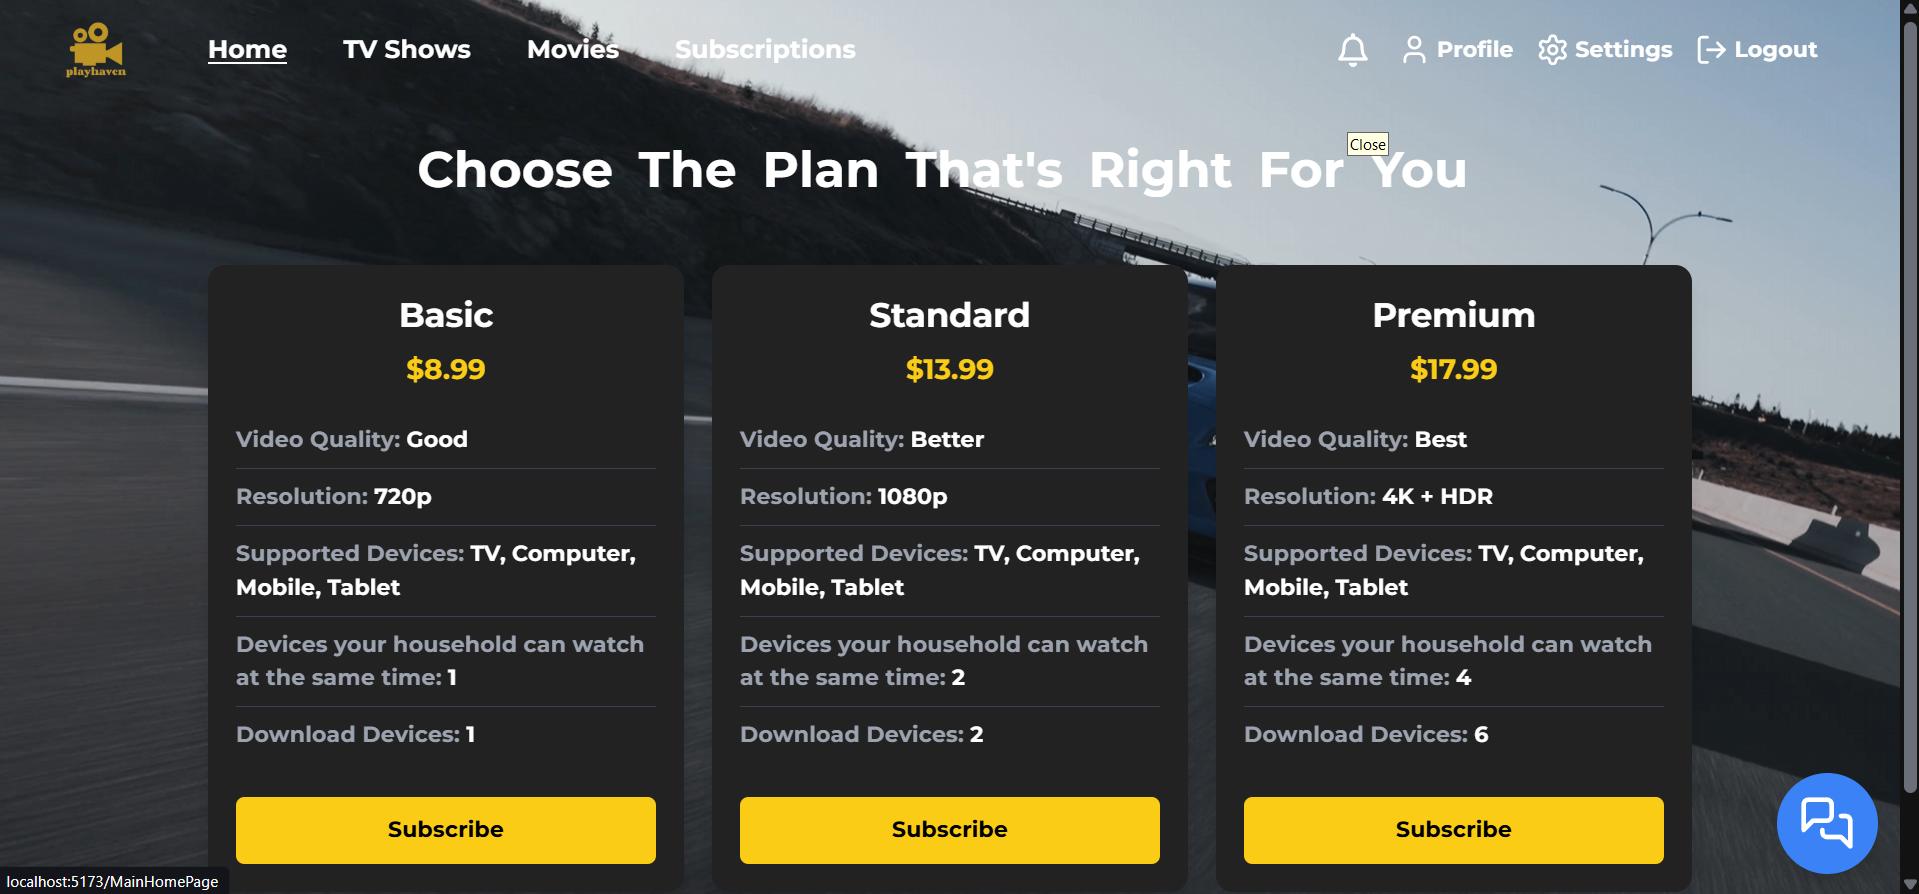 playhaven
Home TV Shows Movies Subscriptions Profile Settings Logout
Close
Choose The Plan That's Right For You
Basic
$8.99
Video Quality: Good
Resolution: 720p
Supported Devices: TV, Computer,
Mobile, Tablet
Devices your household can watch
at the same time: 1
Download Devices: 1
Subscribe
Standard
$13.99
Video Quality: Better
Resolution: 1080p
Supported Devices: TV, Computer,
Mobile, Tablet
Devices your household can watch
at the same time: 2
Download Devices: 2
Subscribe
Premium
$17.99
Video Quality: Best
Resolution: 4K + HDR
Supported Devices: TV, Computer,
Mobile, Tablet
Devices your household can watch
at the same time: 4
Download Devices: 6
Subscribe
localhost:5173/MainHomePage